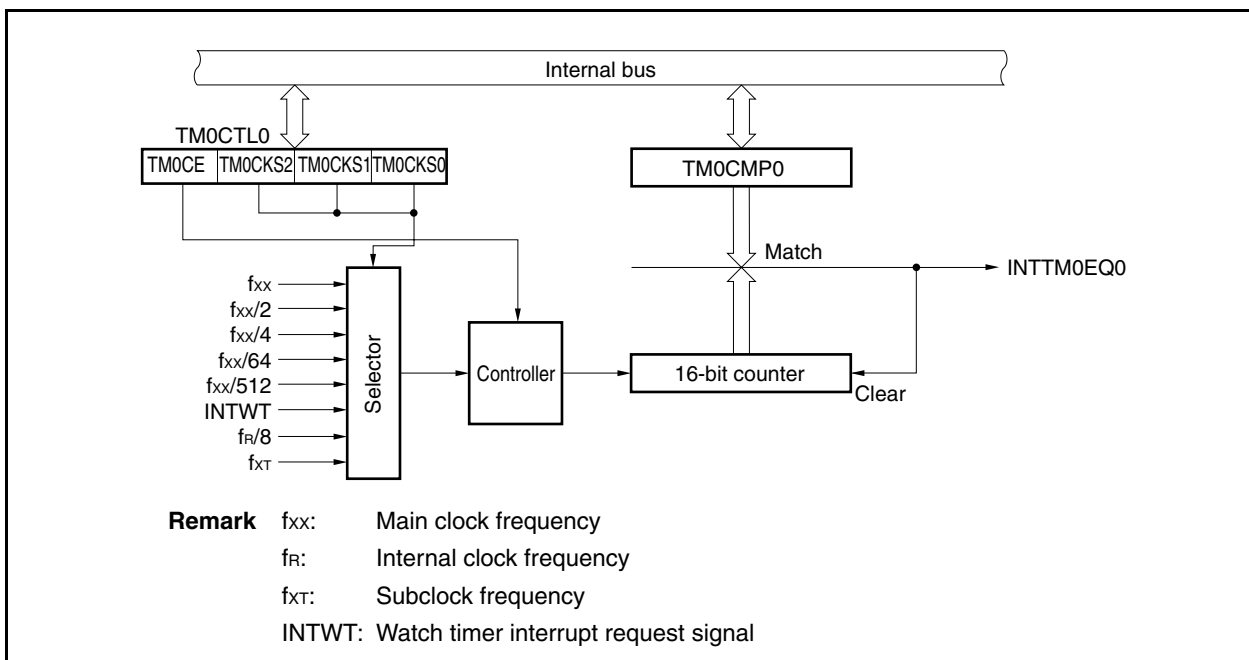 Internal bus
TM0CTL0
TM0CE TM0CKS2 TM0CKS1 TM0CKS0
TM0CMP0
Match
INTTM0EQ0
fXX
fXX/2
fXX/4
fXX/64
fXX/512
INTWT
fR/8
fXT
Selector
Controller
16-bit counter
Clear
Remark fXX: Main clock frequency
fR: Internal clock frequency
fXT: Subclock frequency
INTWT: Watch timer interrupt request signal